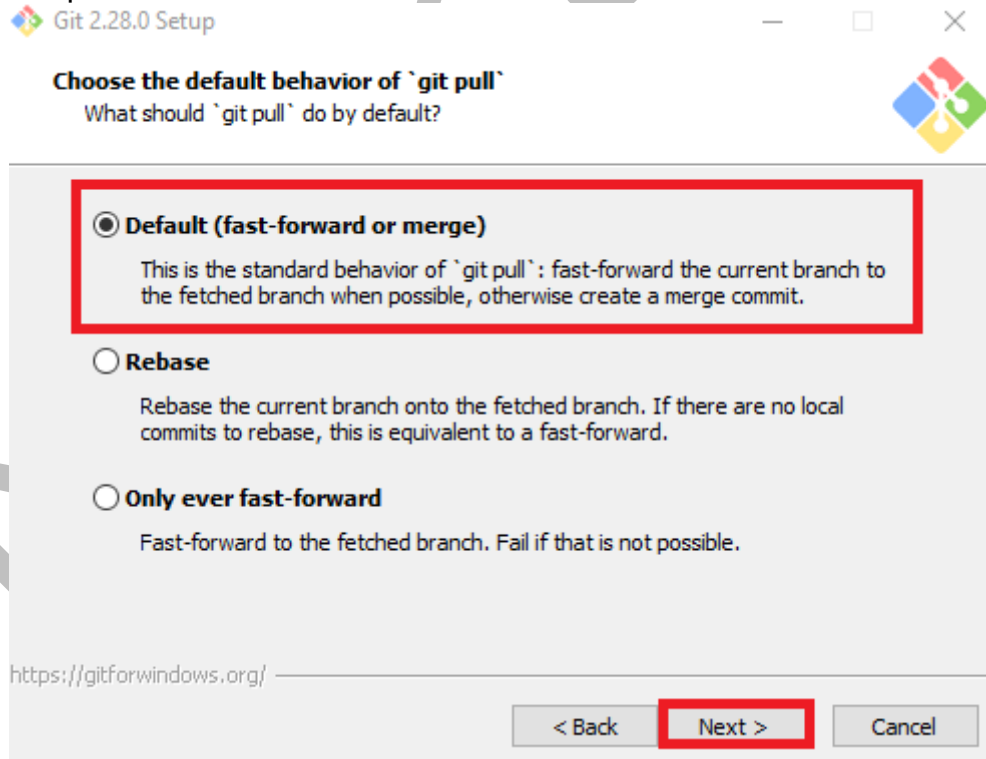 Git 2.28.0 Setup
Choose the default behavior of `git pull`
What should `git pull` do by default?
Default (fast-forward or merge)
This is the standard behavior of `git pull`: fast-forward the current branch to
the fetched branch when possible, otherwise create a merge commit.
Rebase
Rebase the current branch onto the fetched branch. If there are no local
commits to rebase, this is equivalent to a fast-forward.
Only ever fast-forward
Fast-forward to the fetched branch. Fail if that is not possible.
https://gitforwindows.org/
< Back Next > Cancel